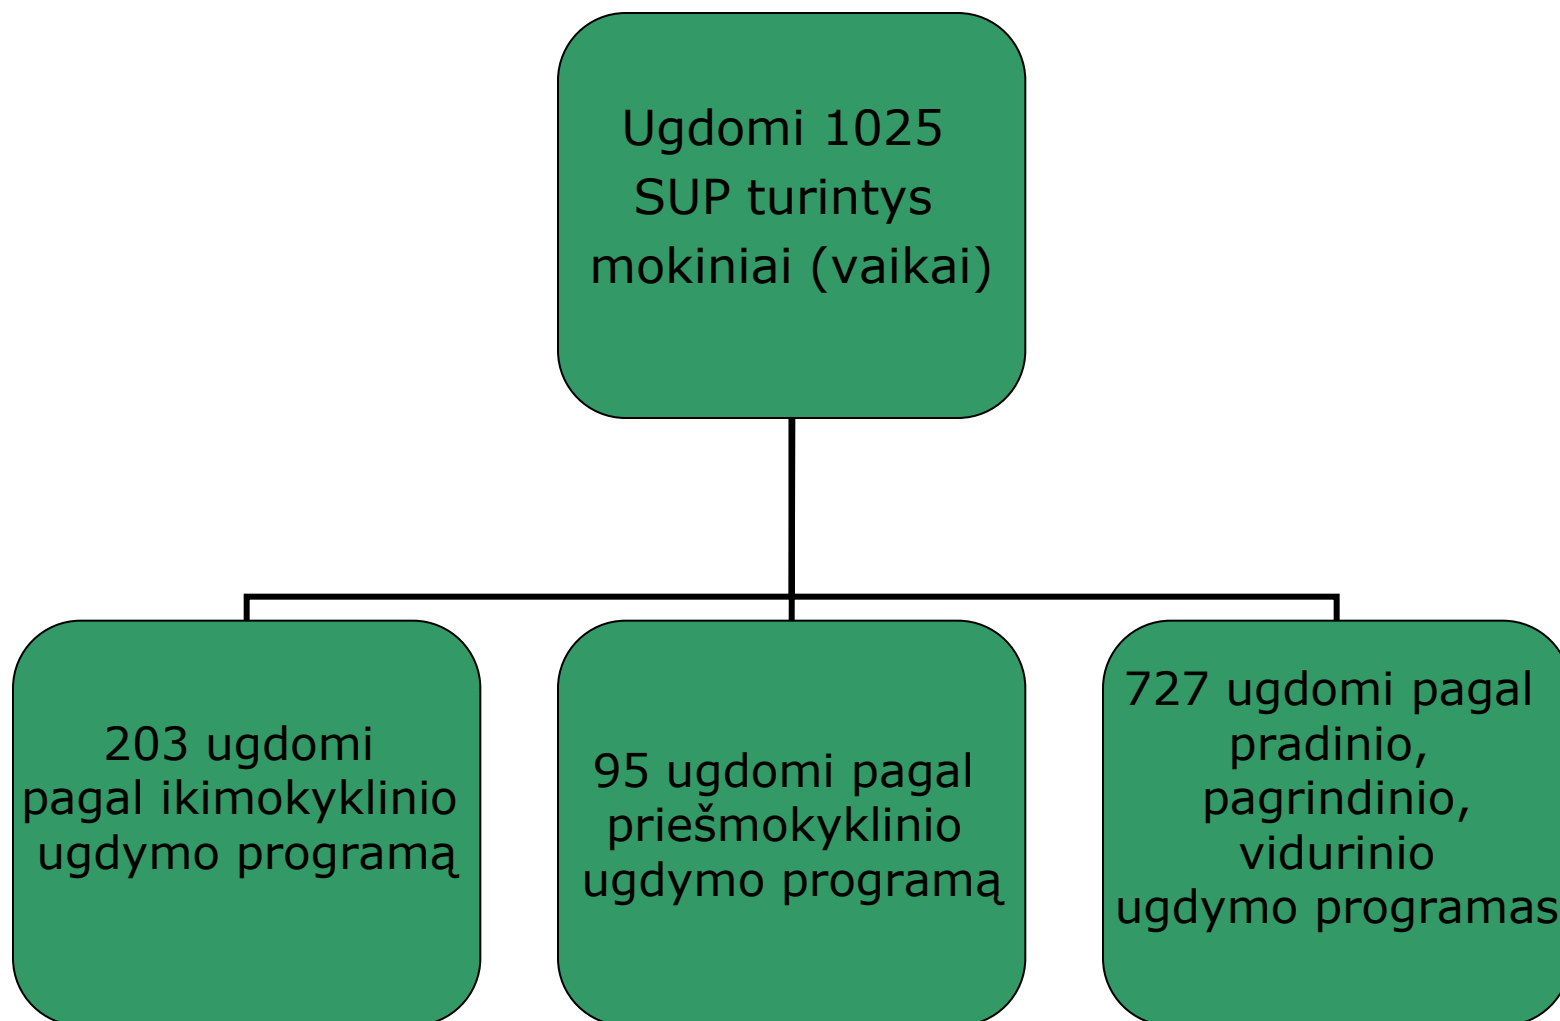 Ugdomi 1025
SUP turintys
mokiniai (vaikai)
203 ugdomi
pagal ikimokyklinio
ugdymo programą
95 ugdomi pagal
priešmokyklinio
ugdymo programą
727 ugdomi pagal
pradinio,
pagrindinio,
vidurinio
ugdymo programas